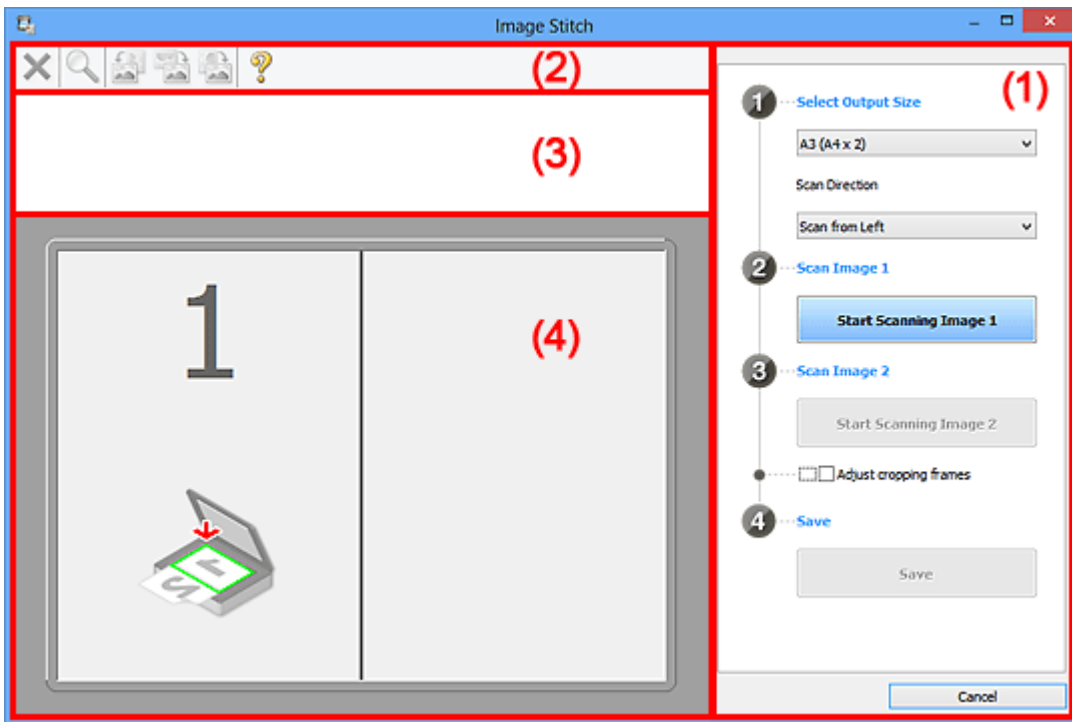 Image Stitch
(2)
(3)
1
(4)
1
2
(1)
1 Select Output Size
A3 (A4 x 2)
Scan Direction
Scan from Left
2 Scan Image 1
Start Scanning Image 1
3 Scan Image 2
Start Scanning Image 2
Adjust cropping frames
4 Save
Save
Cancel